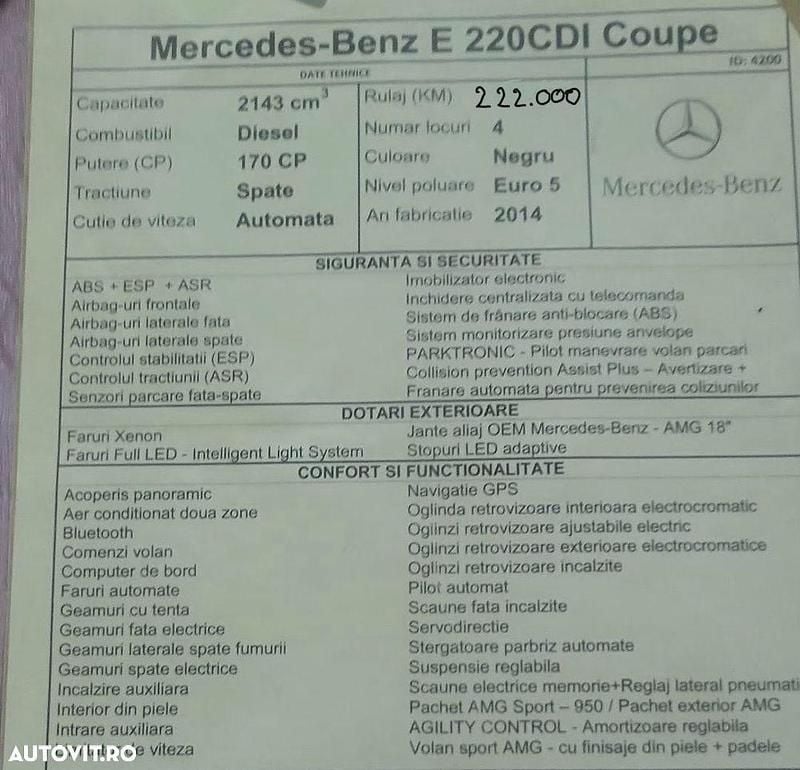 Mercedes-Benz E 220CDI Coupe
ID: 4200
DATE TEHNICE
Capacitate 2143 cm³
Combustibil Diesel
Putere (CP) 170 CP
Tractiune Spate
Cutie de viteza Automata
Rulaj (KM) 222.000
Numar locuri 4
Culoare Negru
Nivel poluare Euro 5
An fabricatie 2014
Mercedes-Benz
SIGURANTA SI SECURITATE
ABS + ESP + ASR
Airbag-uri frontale
Airbag-uri laterale fata
Airbag-uri laterale spate
Controlul stabilitatii (ESP)
Controlul tractiunii (ASR)
Senzori parcare fata-spate
Imobilizator electronic
Inchidere centralizata cu telecomanda
Sistem de frânare anti-blocare (ABS)
Sistem monitorizare presiune anvelope
PARKTRONIC - Pilot manevrare volan parcari
Collision prevention Assist Plus – Avertizare +
Franare automata pentru prevenirea coliziunilor
DOTARI EXTERIOARE
Faruri Xenon
Faruri Full LED - Intelligent Light System
Jante aliaj OEM Mercedes-Benz - AMG 18"
Stopuri LED adaptive
CONFORT SI FUNCTIONALITATE
Acoperis panoramic
Aer conditionat doua zone
Bluetooth
Comenzi volan
Computer de bord
Faruri automate
Geamuri cu tenta
Geamuri fata electrice
Geamuri laterale spate fumurii
Geamuri spate electrice
Incalzire auxiliara
Interior din piele
Intrare auxiliara
de viteza
Navigatie GPS
Oglinda retrovizoare interioara electrocromatic
Oglinzi retrovizoare ajustabile electric
Oglinzi retrovizoare exterioare electrocromatice
Oglinzi retrovizoare incalzite
Pilot automat
Scaune fata incalzite
Servodirectie
Stergatoare parbriz automate
Suspensie reglabila
Scaune electrice memorie+Reglaj lateral pneumati
Pachet AMG Sport – 950 / Pachet exterior AMG
AGILITY CONTROL - Amortizoare reglabila
Volan sport AMG - cu finisaje din piele + padele
AUTOVIT.RO